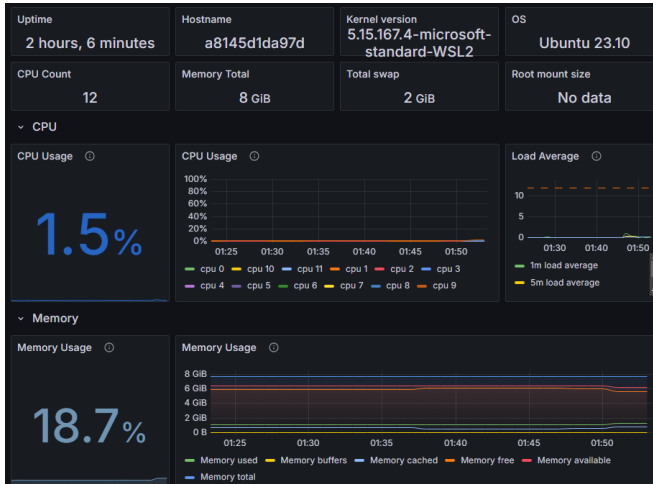 Uptime
2 hours, 6 minutes
Hostname
a8145d1da97d
Kernel version
5.15.167.4-microsoft-
standard-WSL2
OS
Ubuntu 23.10
CPU Count
12
Memory Total
8 GiB
Total swap
2 GiB
Root mount size
No data
CPU
CPU Usage
1.5%
CPU Usage
100%
80%
60%
40%
20%
0%
01:25 01:30 01:35 01:40 01:45 01:50
cpu 0 cpu 10 cpu 11 cpu 1 cpu 2 cpu 3
cpu 4 cpu 5 cpu 6 cpu 7 cpu 8 cpu 9
Load Average
10
5
0
01:30 01:40 01:50
1m load average
5m load average
Memory
Memory Usage
18.7%
Memory Usage
8 GiB
6 GiB
4 GiB
2 GiB
0 B
01:25 01:30 01:35 01:40 01:45 01:50
Memory used Memory buffers Memory cached Memory free Memory available
Memory total